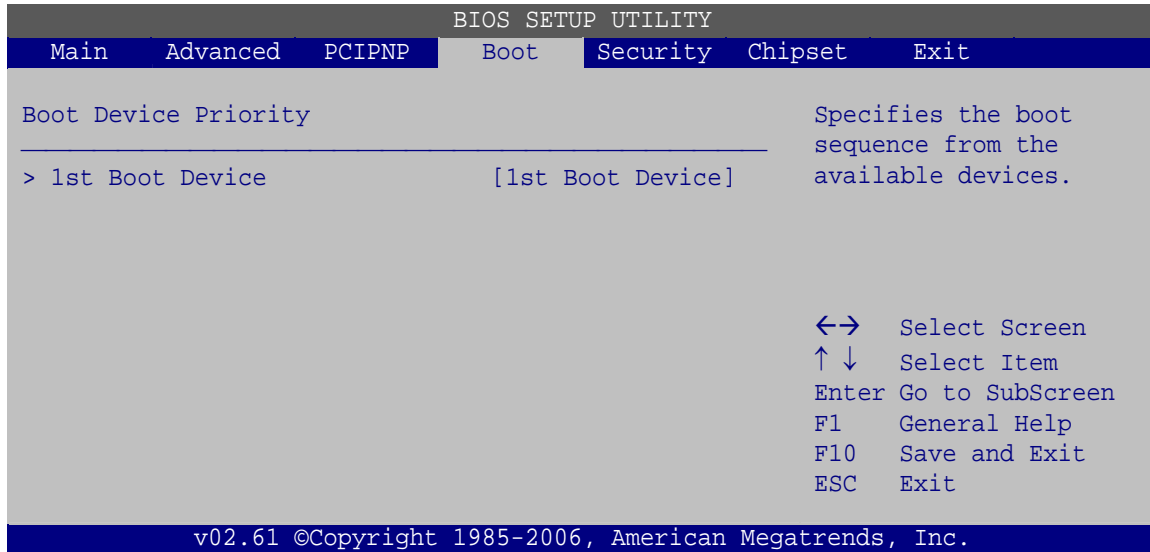 BIOS SETUP UTILITY
Main Advanced PCIPNP Boot Security Chipset Exit
Boot Device Priority
> 1st Boot Device [1st Boot Device]
Specifies the boot
sequence from the
available devices.
←→ Select Screen
↑ ↓ Select Item
Enter Go to SubScreen
F1 General Help
F10 Save and Exit
ESC Exit
v02.61 ©Copyright 1985-2006, American Megatrends, Inc.